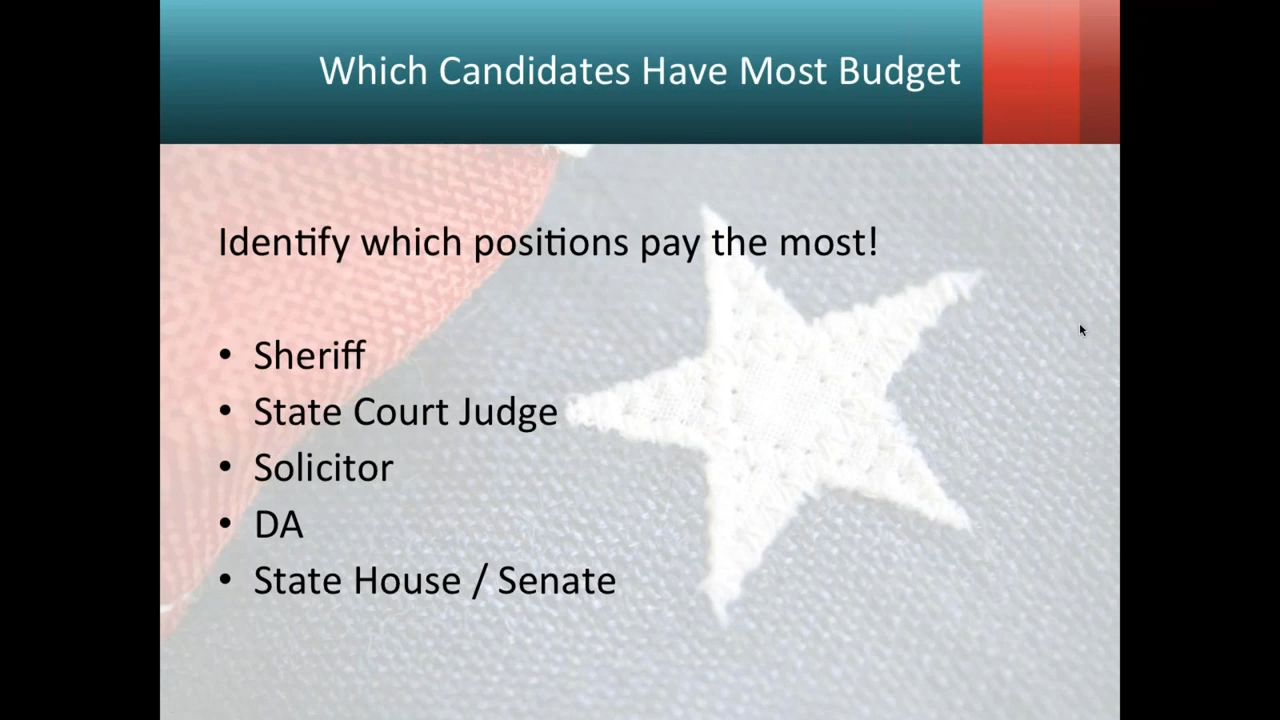 Which Candidates Have Most Budget
Identify which positions pay the most!
• Sheriff
• State Court Judge
• Solicitor
• DA
• State House / Senate